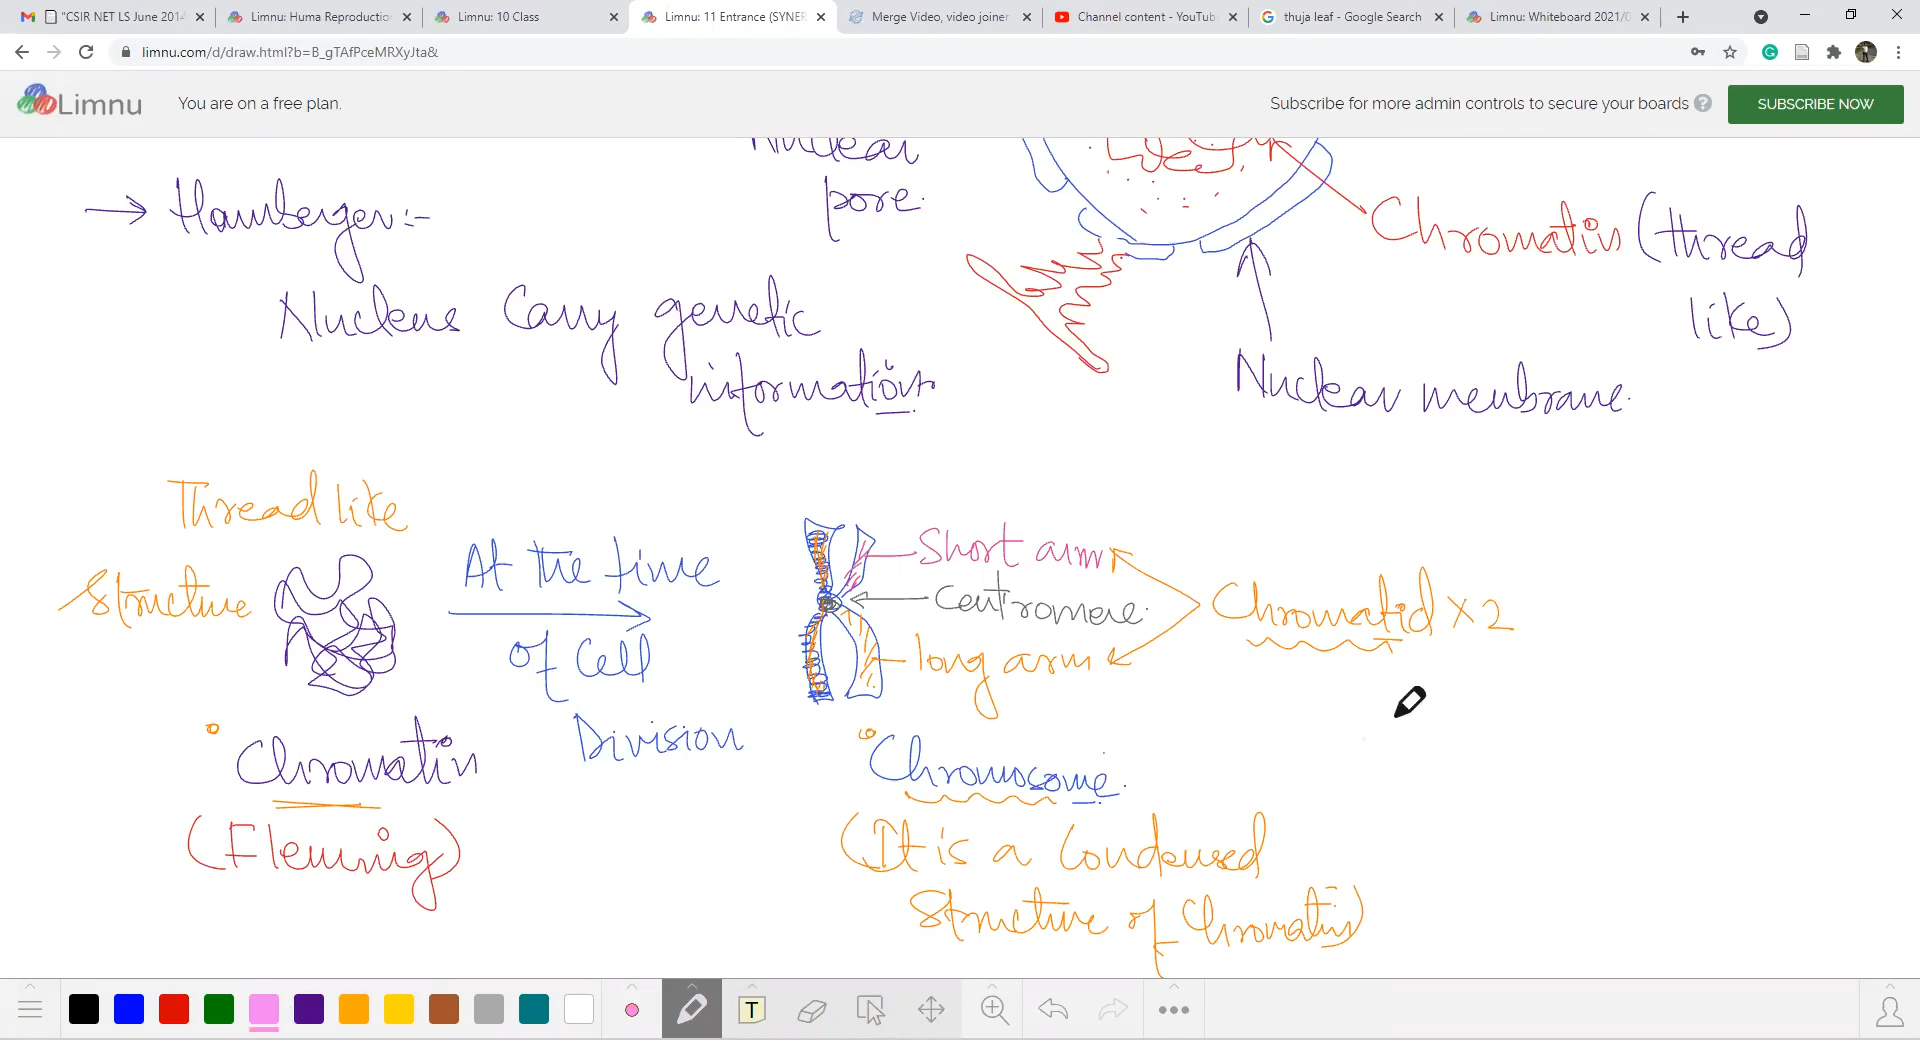 "CSIR NET LS June 2014
Limnu: Huma Reproductio
Limnu: 10 Class
Limnu: 11 Entrance (SYNER
Merge Video, video joiner
Channel content - YouTube
thuja leaf - Google Search
Limnu: Whiteboard 2021/0
limnu.com/d/draw.html?b=B_gTAfPceMRXyJta&
Limnu
You are on a free plan.
Subscribe for more admin controls to secure your boards ?
SUBSCRIBE NOW
Nuclear
pore.
→ Hamberger:-
Nucleus Carry genetic
information
Chromatin (thread
like)
Nuclear membrane.
Thread like
Structure
At the time
of Cell
Division
Short arm
Centromere
long arm
Chromatid x 2
Chromatin
(Flemming)
Chromosome.
(It is a Condensed
Structure of Chromatin)
T